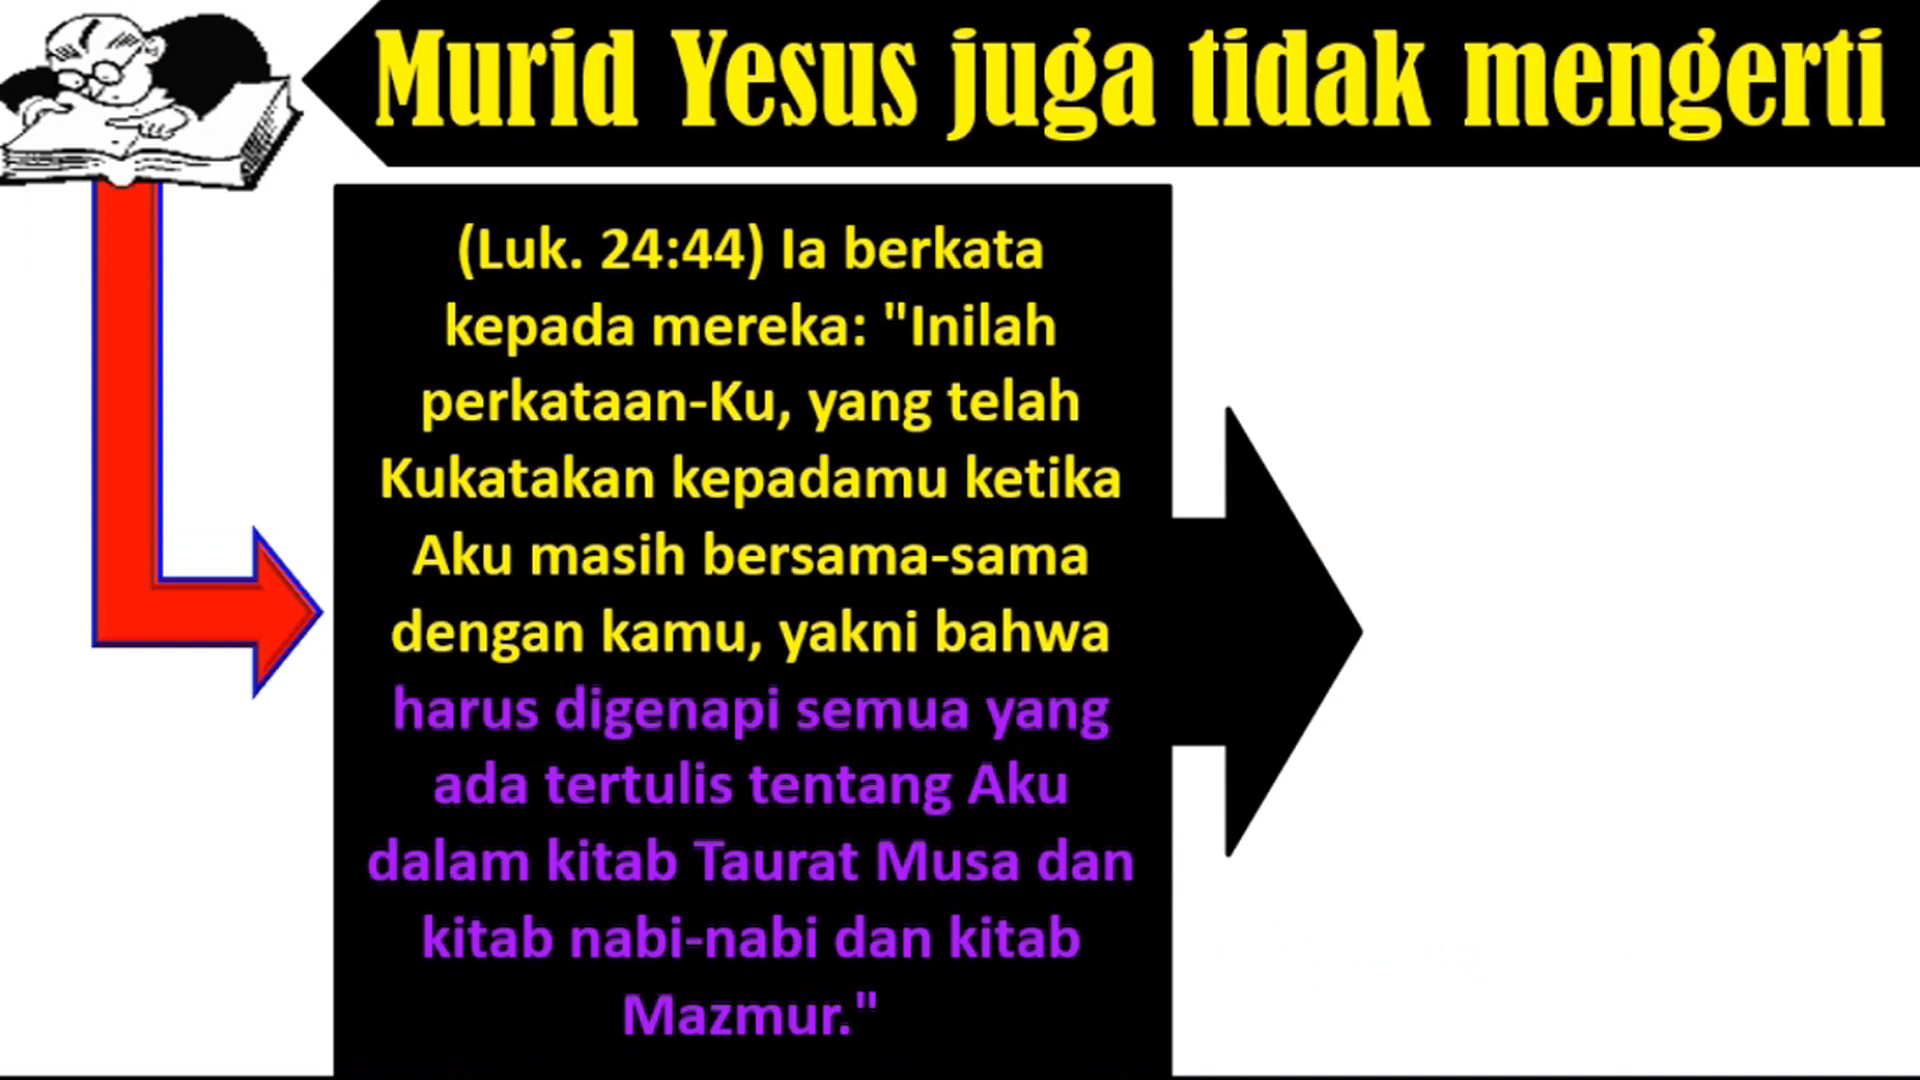 Murid Yesus juga tidak mengerti
(Luk. 24:44) Ia berkata
kepada mereka: "Inilah
perkataan-Ku, yang telah
Kukatakan kepadamu ketika
Aku masih bersama-sama
dengan kamu, yakni bahwa
harus digenapi semua yang
ada tertulis tentang Aku
dalam kitab Taurat Musa dan
kitab nabi-nabi dan kitab
Mazmur."